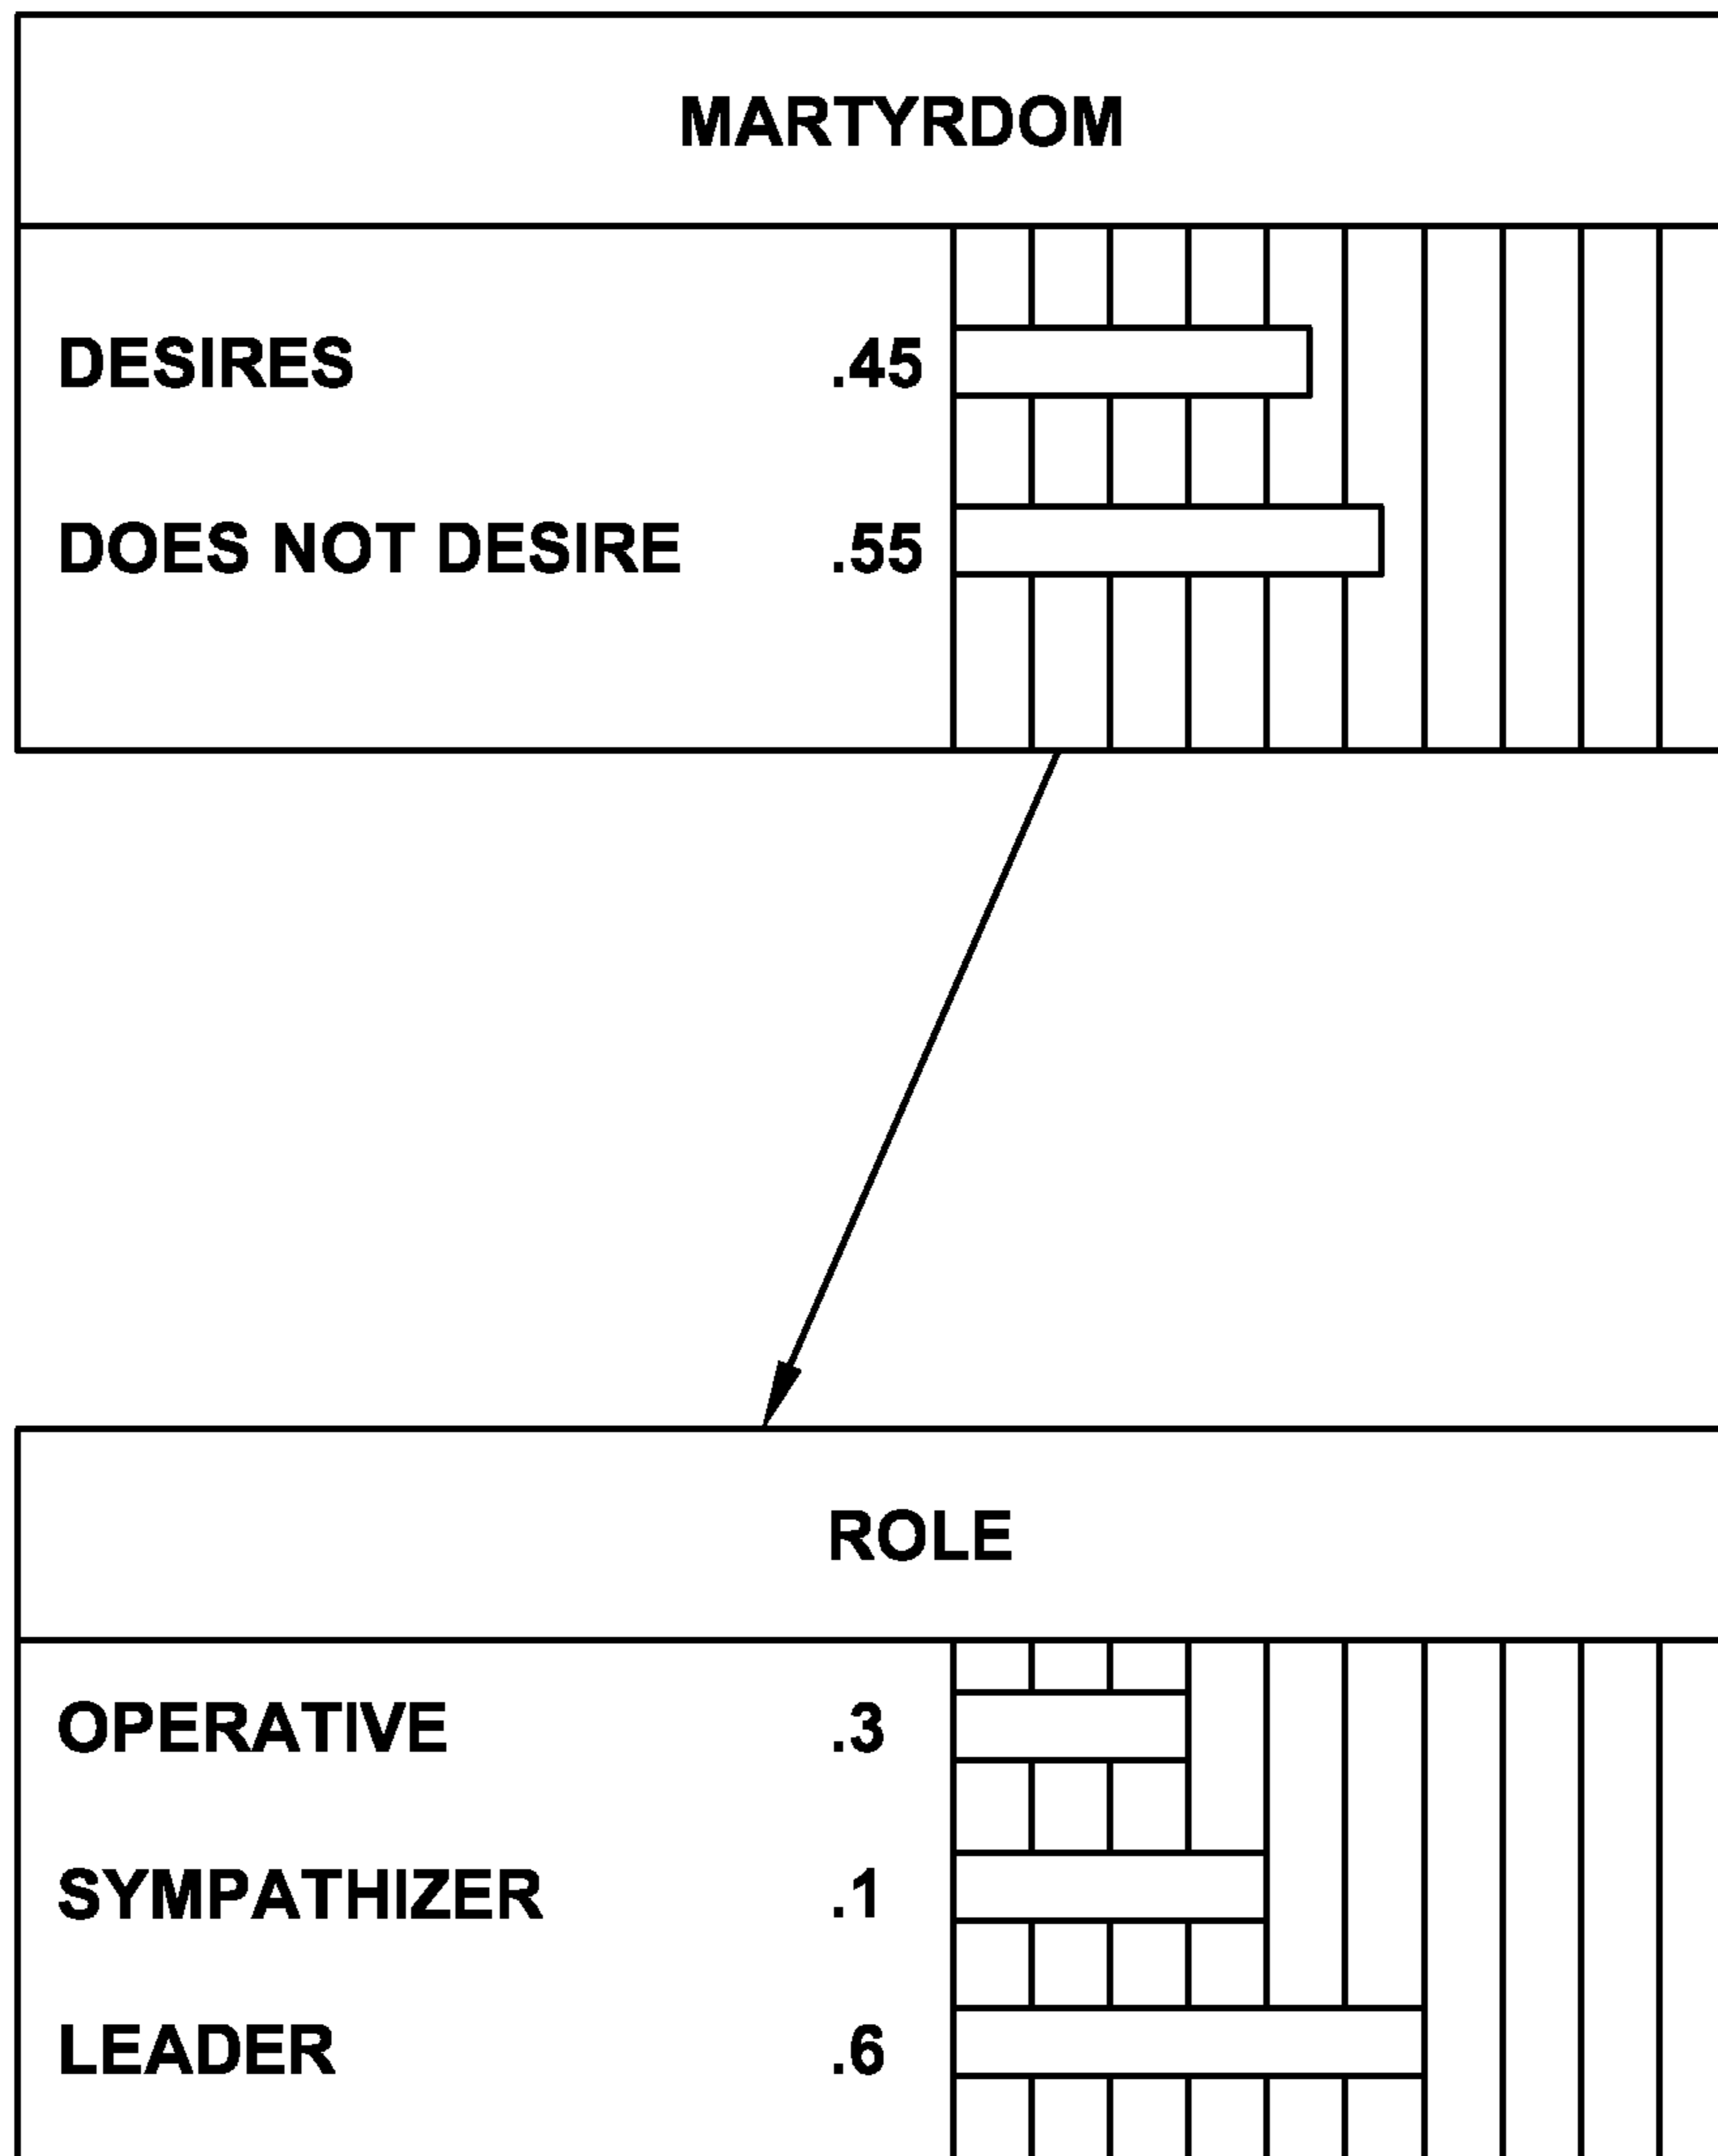 MARTYRDOM
DESIRES .45
DOES NOT DESIRE .55
ROLE
OPERATIVE .3
SYMPATHIZER .1
LEADER .6